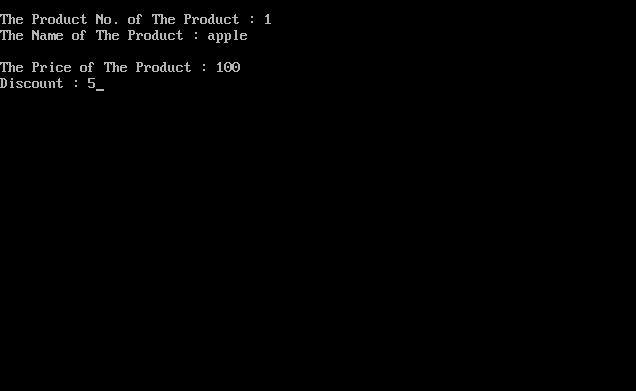 The Product No. of The Product : 1
The Name of The Product : apple
The Price of The Product : 100
Discount : 5_